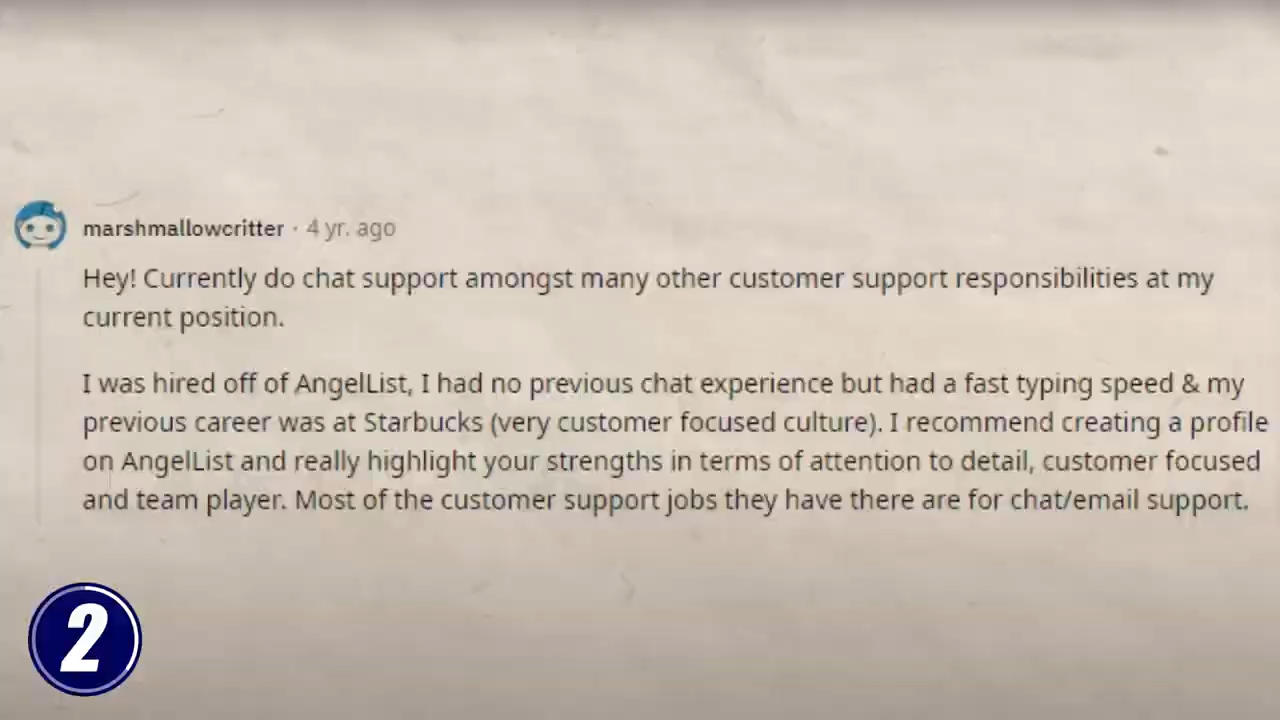 marshmallowcritter · 4 yr. ago
Hey! Currently do chat support amongst many other customer support responsibilities at my
current position.
I was hired off of AngelList, I had no previous chat experience but had a fast typing speed & my
previous career was at Starbucks (very customer focused culture). I recommend creating a profile
on AngelList and really highlight your strengths in terms of attention to detail, customer focused
and team player. Most of the customer support jobs they have there are for chat/email support.
2